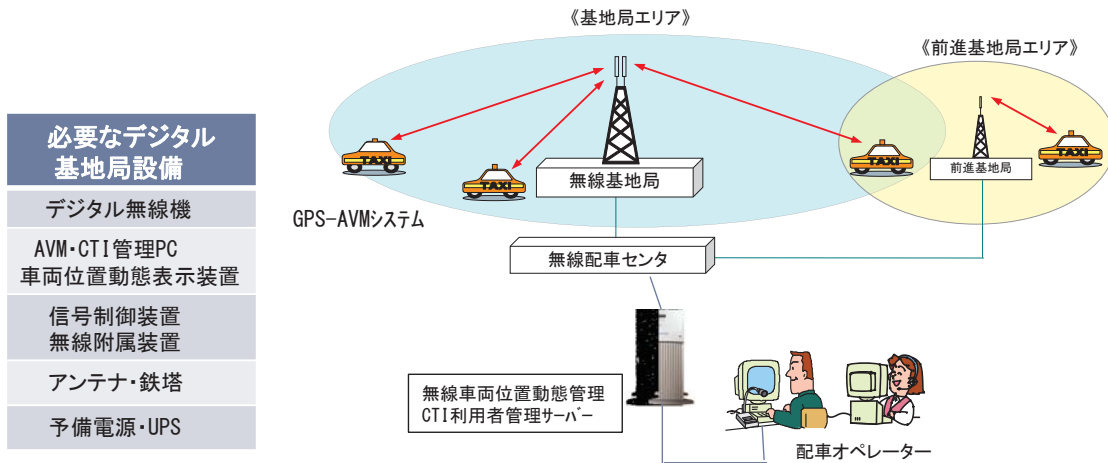 《基地局エリア》
《前進基地局エリア》
必要なデジタル
基地局設備
デジタル無線機
AVM・CTI管理PC
車両位置動態表示装置
信号制御装置
無線附属装置
アンテナ・鉄塔
予備電源・UPS
TAXI
TAXI
TAXI
TAXI
無線基地局
前進基地局
GPS-AVMシステム
無線配車センタ
無線車両位置動態管理
CTI利用者管理サーバー
配車オペレーター